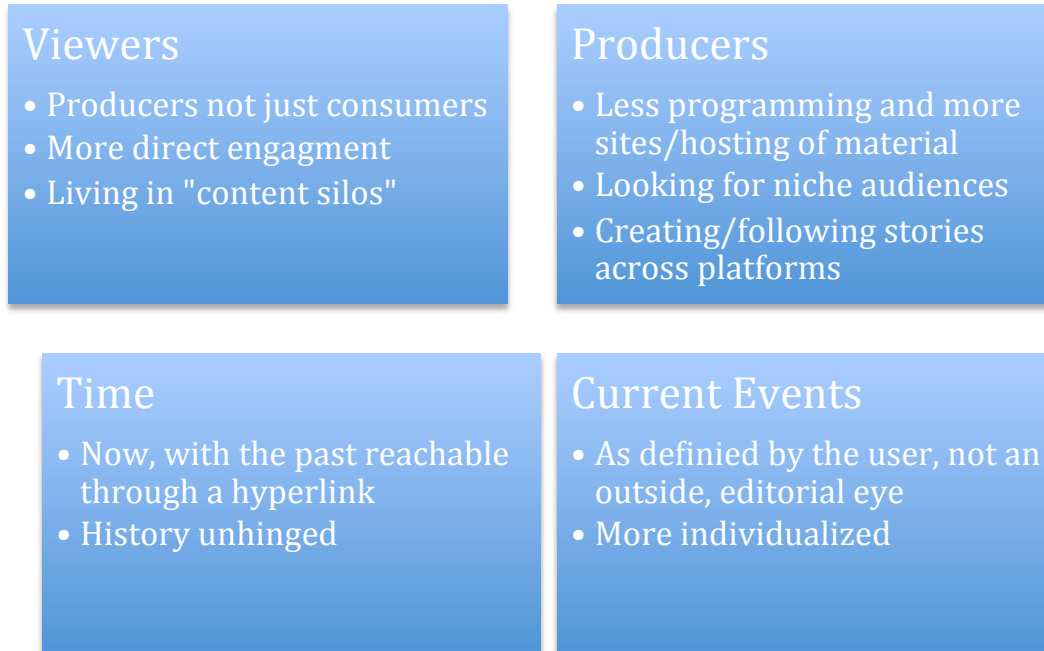 Viewers
• Producers not just consumers
• More direct engagment
• Living in "content silos"
Producers
• Less programming and more
sites/hosting of material
• Looking for niche audiences
• Creating/following stories
across platforms
Time
• Now, with the past reachable
through a hyperlink
• History unhinged
Current Events
• As definied by the user, not an
outside, editorial eye
• More individualized